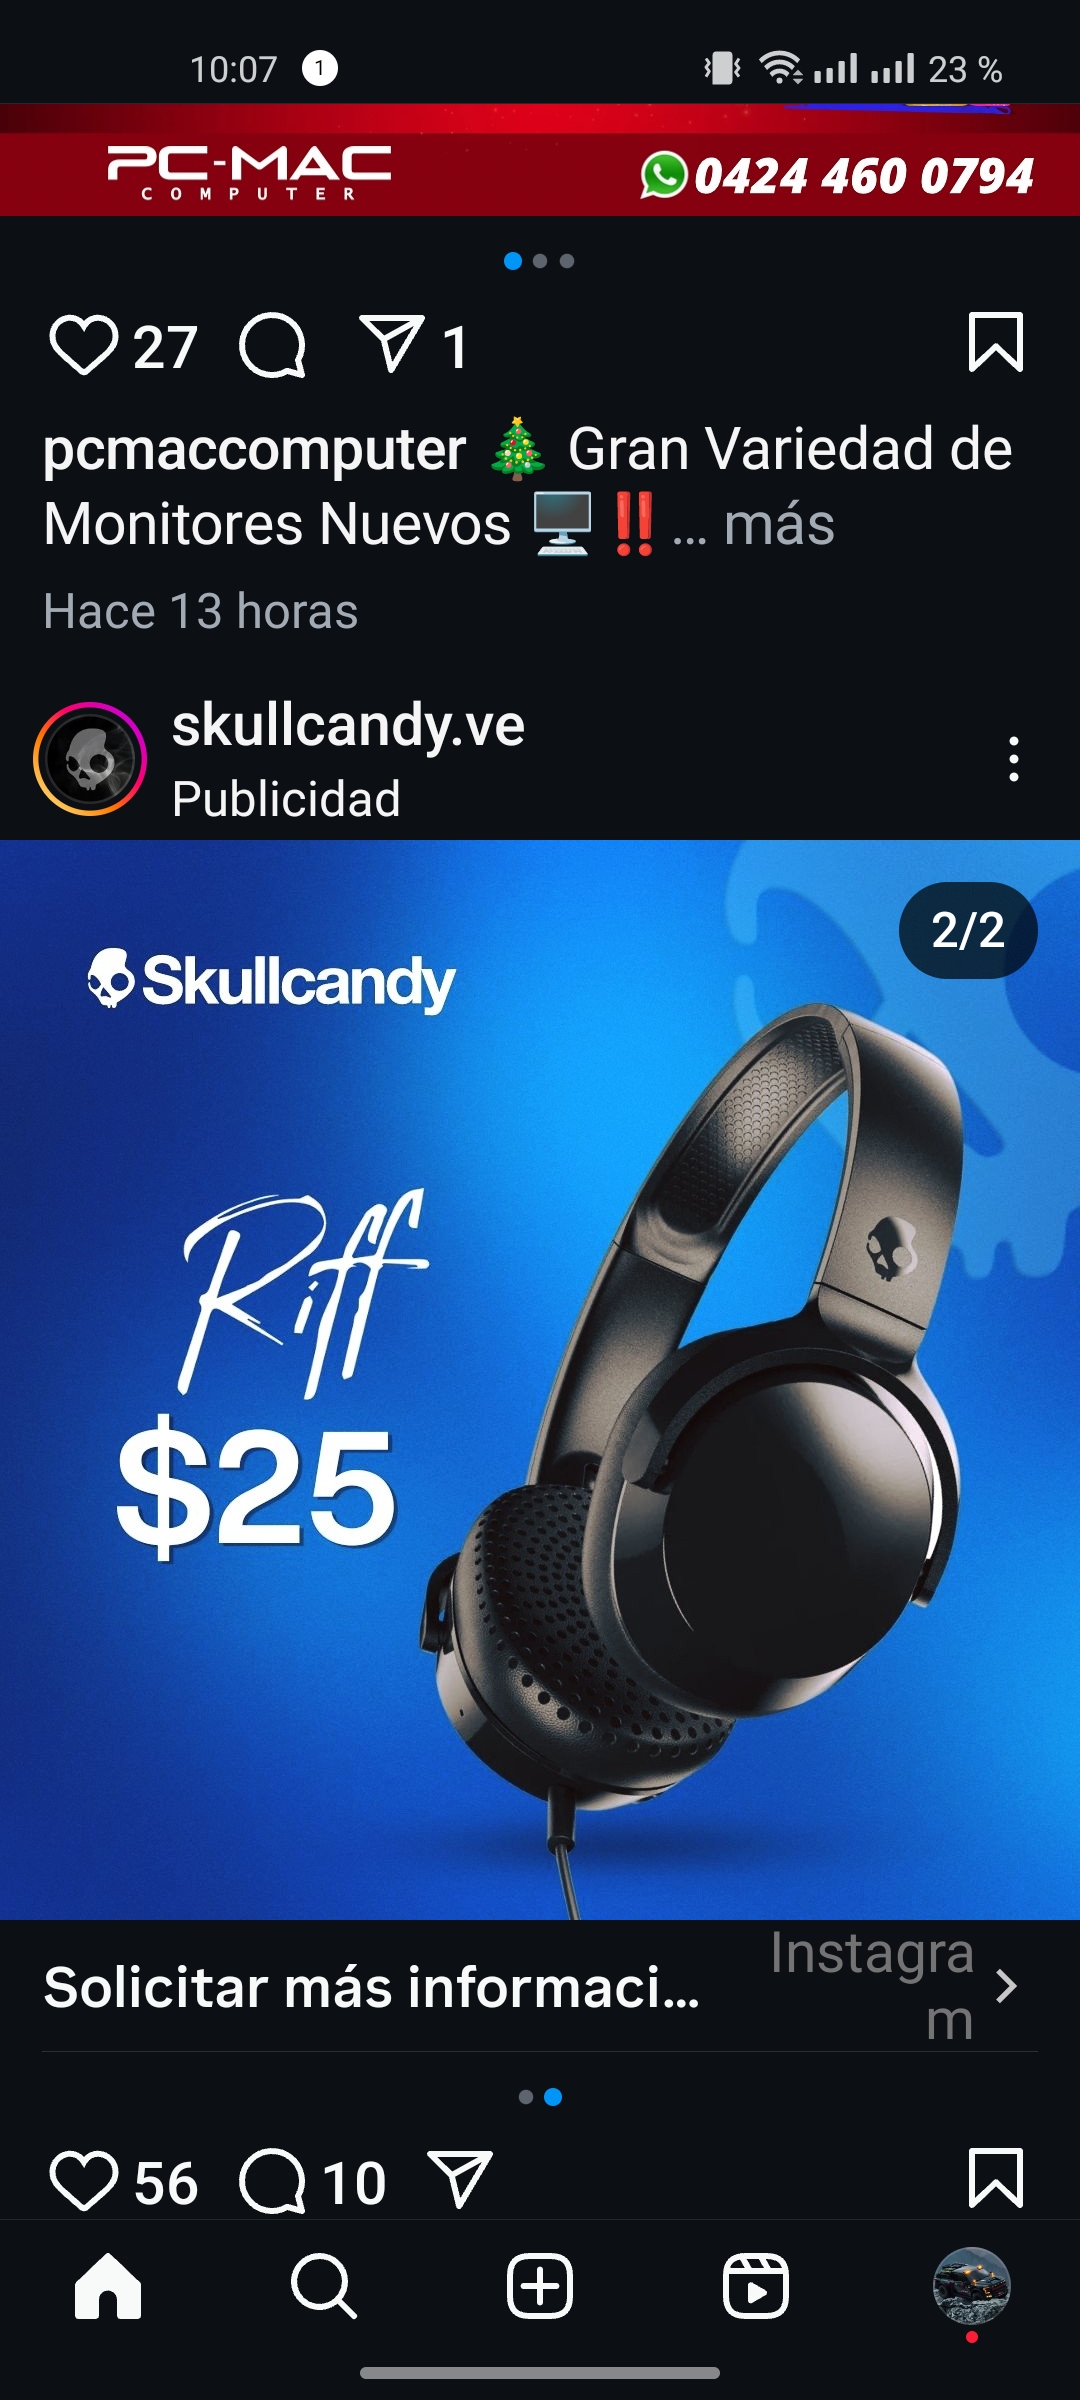 10:07 1 23 %
PC-MAC
COMPUTER
0424 460 0794
27 1
pcmaccomputer 🎄 Gran Variedad de
Monitores Nuevos 🖥️ ‼️... más
Hace 13 horas
skullcandy.ve
Publicidad
2/2
Skullcandy
Riff
$25
Solicitar más informaci...
Instagra
m
56 10